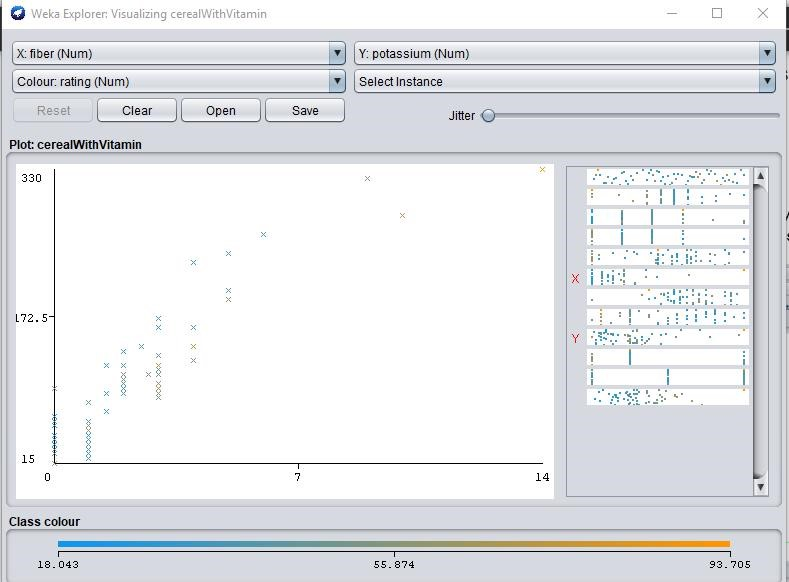 Weka Explorer: Visualizing cerealWithVitamin
X: fiber (Num)
Y: potassium (Num)
Colour: rating (Num)
Select Instance
Reset
Clear
Open
Save
Jitter
Plot: cerealWithVitamin
330
172.5
15
0
7
14
X
Y
Class colour
18.043
55.874
93.705